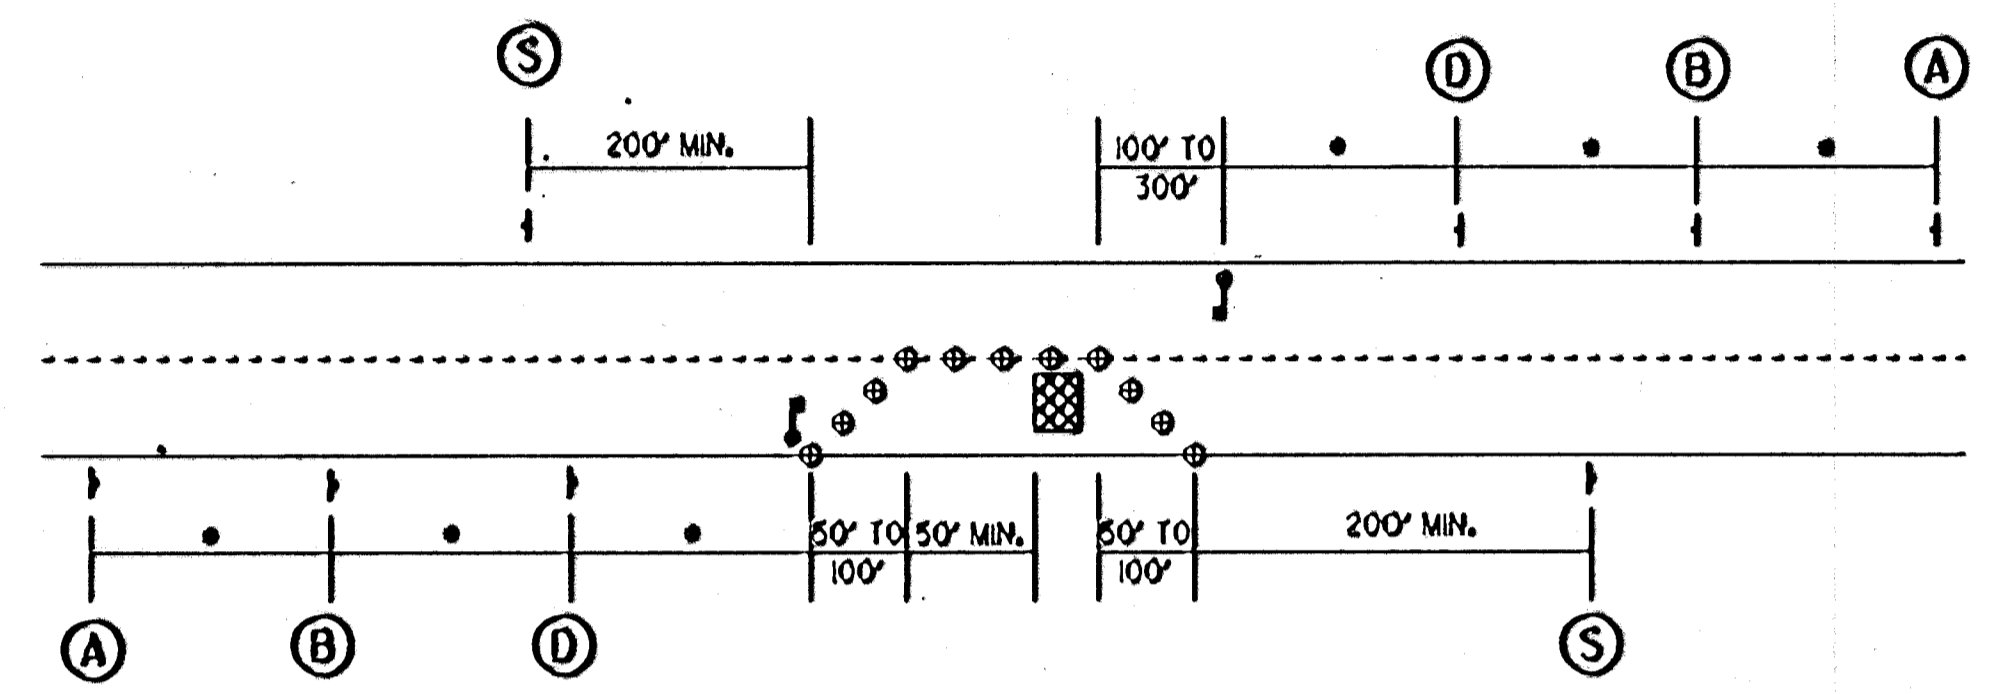 S
D B A
200' MIN.
100' TO
300'
50' TO 50' MIN. 50' TO 200' MIN.
100' 100'
A B D S